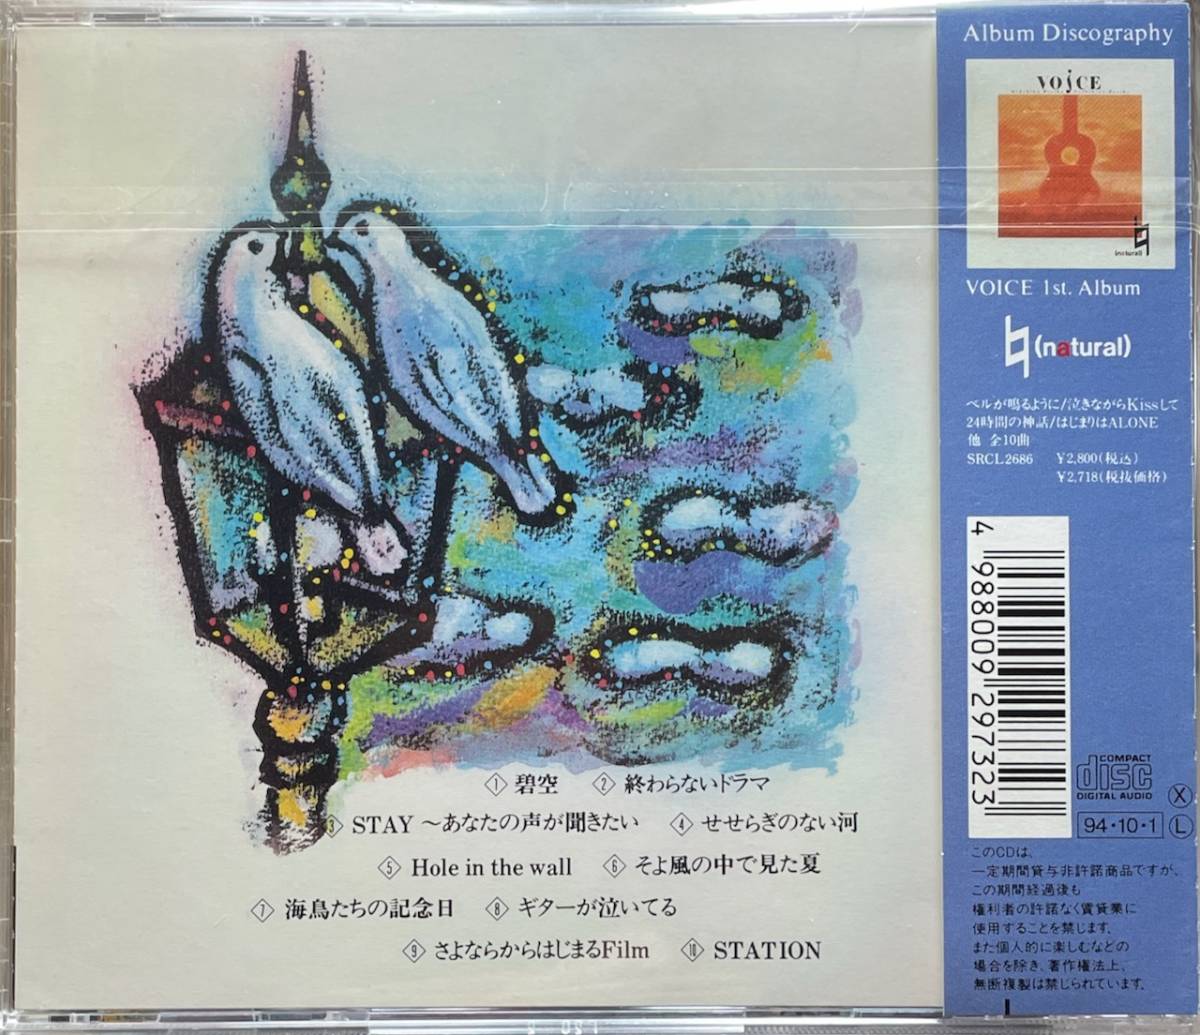 ① 碧空 ② 終わらないドラマ
③ STAY ～あなたの声が聞きたい ④ せせらぎのない河
⑤ Hole in the wall ⑥ そよ風の中で見た夏
⑦ 海鳥たちの記念日 ⑧ ギターが泣いてる
⑨ さよならからはじまるFilm ⑩ STATION
Album Discography
VOICE
(natural)
VOICE 1st. Album
♮(natural)
ベルが鳴るように/泣きながらKissして
24時間の神話/はじまりはALONE
他 全10曲
SRCL2686 ¥2,800(税込)
¥2,718(税抜価格)
4 988009 297323
COMPACT
disc
DIGITAL AUDIO
X
94・10・1 L
このCDは、
一定期間貸与非許諾商品ですが、
この期間経過後も
権利者の許諾なく賃貸業に
使用することを禁じます。
また個人的に楽しむなどの
場合を除き、著作権法上、
無断複製は禁じられています。